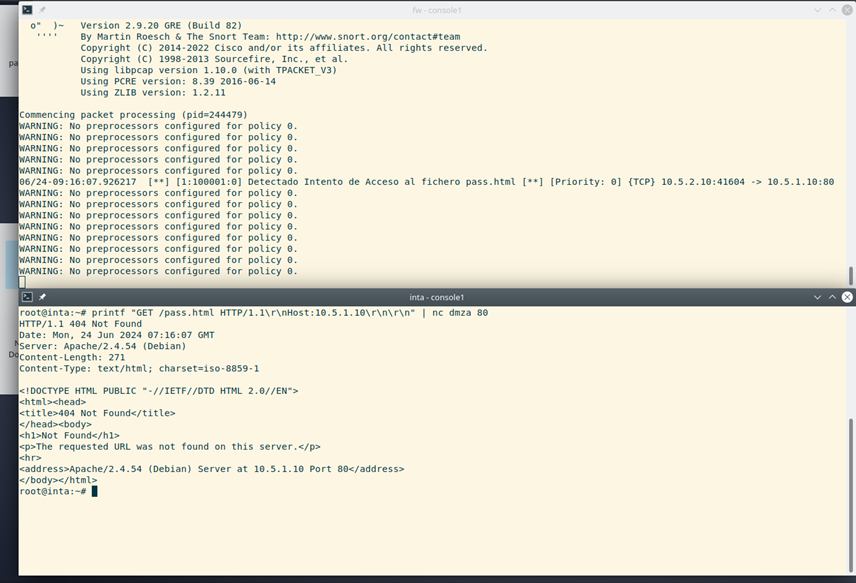 fw - console1
o"  )~   Version 2.9.20 GRE (Build 82)
''''    By Martin Roesch & The Snort Team: http://www.snort.org/contact#team
Copyright (C) 2014-2022 Cisco and/or its affiliates. All rights reserved.
Copyright (C) 1998-2013 Sourcefire, Inc., et al.
Using libpcap version 1.10.0 (with TPACKET_V3)
Using PCRE version: 8.39 2016-06-14
Using ZLIB version: 1.2.11
Commencing packet processing (pid=244479)
WARNING: No preprocessors configured for policy 0.
WARNING: No preprocessors configured for policy 0.
WARNING: No preprocessors configured for policy 0.
WARNING: No preprocessors configured for policy 0.
WARNING: No preprocessors configured for policy 0.
06/24-09:16:07.926217  [**] [1:100001:0] Detectado Intento de Acceso al fichero pass.html [**] [Priority: 0] {TCP} 10.5.2.10:41604 -> 10.5.1.10:80
WARNING: No preprocessors configured for policy 0.
WARNING: No preprocessors configured for policy 0.
WARNING: No preprocessors configured for policy 0.
WARNING: No preprocessors configured for policy 0.
WARNING: No preprocessors configured for policy 0.
WARNING: No preprocessors configured for policy 0.
WARNING: No preprocessors configured for policy 0.
WARNING: No preprocessors configured for policy 0.
inta - console1
root@inta:~# printf "GET /pass.html HTTP/1.1\r\nHost:10.5.1.10\r\n\r\n" | nc dmza 80
HTTP/1.1 404 Not Found
Date: Mon, 24 Jun 2024 07:16:07 GMT
Server: Apache/2.4.54 (Debian)
Content-Length: 271
Content-Type: text/html; charset=iso-8859-1
<!DOCTYPE HTML PUBLIC "-//IETF//DTD HTML 2.0//EN">
<html><head>
<title>404 Not Found</title>
</head><body>
<h1>Not Found</h1>
<p>The requested URL was not found on this server.</p>
<hr>
<address>Apache/2.4.54 (Debian) Server at 10.5.1.10 Port 80</address>
</body></html>
root@inta:~#